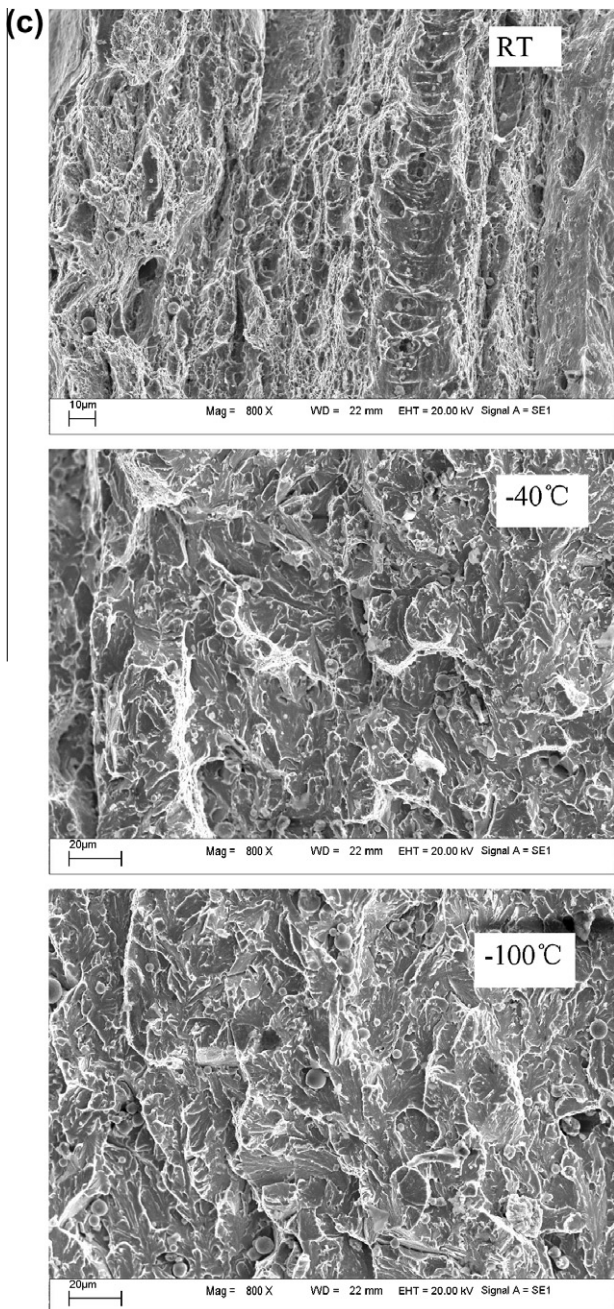 (c)
RT
10µm
Mag = 800 X WD = 22 mm EHT = 20.00 kV Signal A = SE1
-40℃
20µm
Mag = 800 X WD = 22 mm EHT = 20.00 kV Signal A = SE1
-100℃
20µm
Mag = 800 X WD = 22 mm EHT = 20.00 kV Signal A = SE1